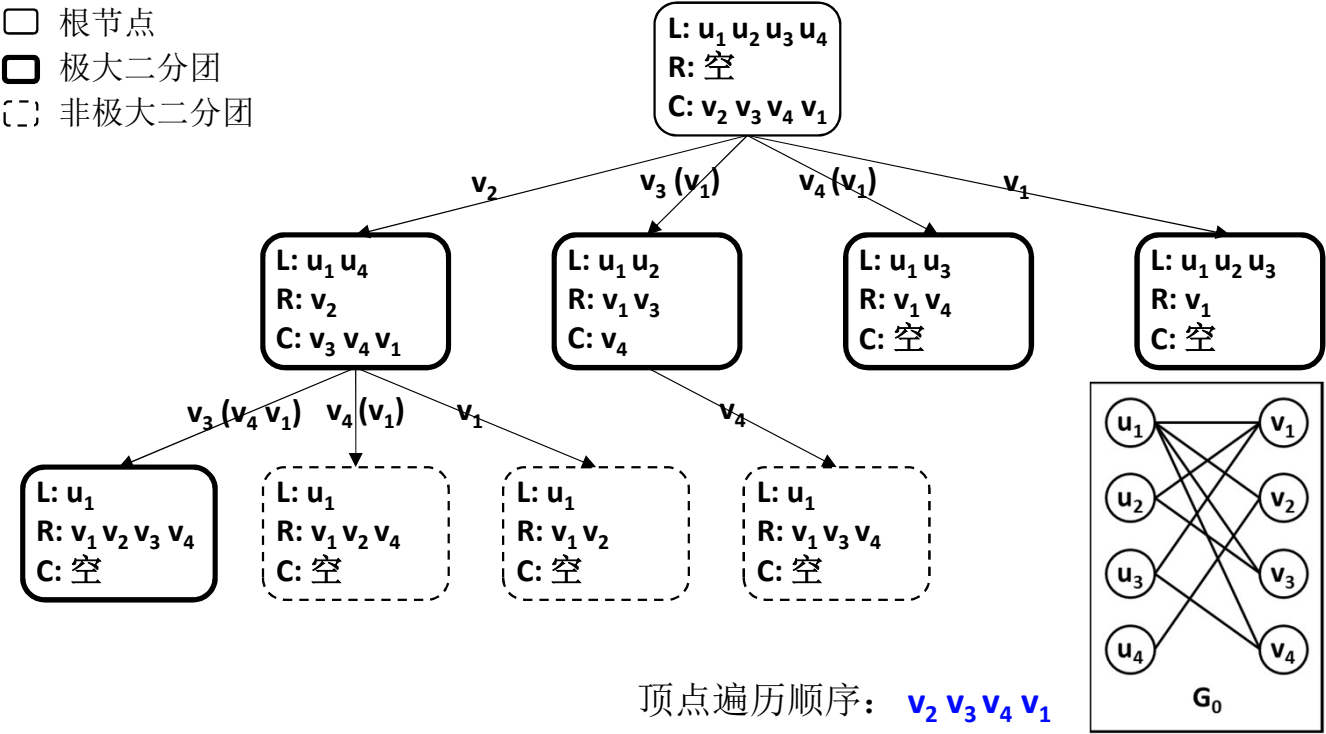 根节点
极大二分团
非极大二分团
L: u₁ u₂ u₃ u₄
R: 空
C: v₂ v₃ v₄ v₁
v₂
v₃ (v₁)
v₄ (v₁)
v₁
L: u₁ u₄
R: v₂
C: v₃ v₄ v₁
L: u₁ u₂
R: v₁ v₃
C: v₄
L: u₁ u₃
R: v₁ v₄
C: 空
L: u₁ u₂ u₃
R: v₁
C: 空
v₃ (v₄ v₁)
v₄ (v₁)
v₁
v₄
L: u₁
R: v₁ v₂ v₃ v₄
C: 空
L: u₁
R: v₁ v₂ v₄
C: 空
L: u₁
R: v₁ v₂
C: 空
L: u₁
R: v₁ v₃ v₄
C: 空
u₁ v₁
u₂ v₂
u₃ v₃
u₄ v₄
G₀
顶点遍历顺序： v₂ v₃ v₄ v₁